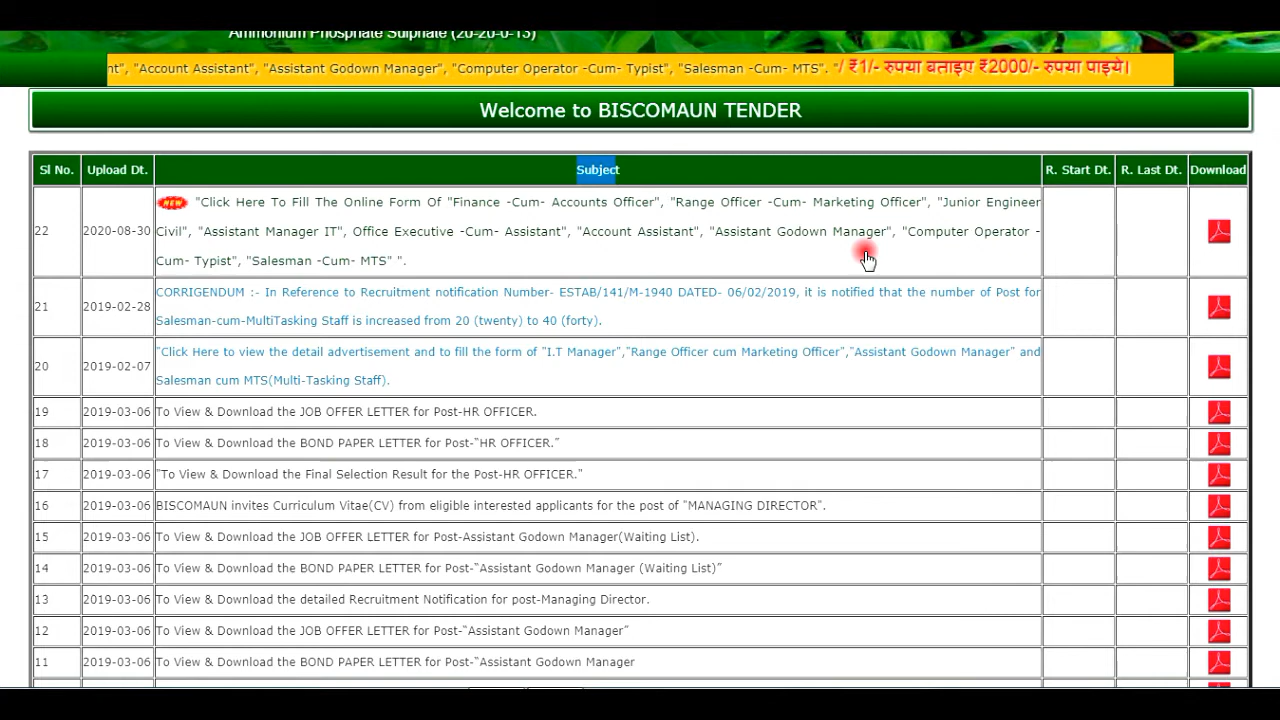 Ammonium Phosphate Sulphate (20-20-0-13)
nt", "Account Assistant", "Assistant Godown Manager", "Computer Operator -Cum- Typist", "Salesman -Cum- MTS". "/ ₹1/- रुपया बताइए ₹2000/- रुपया पाइये।
Welcome to BISCOMAUN TENDER
Sl No. Upload Dt. Subject R. Start Dt. R. Last Dt. Download
NEW "Click Here To Fill The Online Form Of "Finance -Cum- Accounts Officer", "Range Officer -Cum- Marketing Officer", "Junior Engineer
22 2020-08-30 Civil", "Assistant Manager IT", Office Executive -Cum- Assistant", "Account Assistant", "Assistant Godown Manager", "Computer Operator -
Cum- Typist", "Salesman -Cum- MTS" ".
CORRIGENDUM :- In Reference to Recruitment notification Number- ESTAB/141/M-1940 DATED- 06/02/2019, it is notified that the number of Post for
21 2019-02-28
Salesman-cum-MultiTasking Staff is increased from 20 (twenty) to 40 (forty).
"Click Here to view the detail advertisement and to fill the form of "I.T Manager","Range Officer cum Marketing Officer","Assistant Godown Manager" and
20 2019-02-07
Salesman cum MTS(Multi-Tasking Staff).
19 2019-03-06 To View & Download the JOB OFFER LETTER for Post-HR OFFICER.
18 2019-03-06 To View & Download the BOND PAPER LETTER for Post-“HR OFFICER.”
17 2019-03-06 "To View & Download the Final Selection Result for the Post-HR OFFICER."
16 2019-03-06 BISCOMAUN invites Curriculum Vitae(CV) from eligible interested applicants for the post of "MANAGING DIRECTOR".
15 2019-03-06 To View & Download the JOB OFFER LETTER for Post-Assistant Godown Manager(Waiting List).
14 2019-03-06 To View & Download the BOND PAPER LETTER for Post-“Assistant Godown Manager (Waiting List)”
13 2019-03-06 To View & Download the detailed Recruitment Notification for post-Managing Director.
12 2019-03-06 To View & Download the JOB OFFER LETTER for Post-“Assistant Godown Manager”
11 2019-03-06 To View & Download the BOND PAPER LETTER for Post-“Assistant Godown Manager